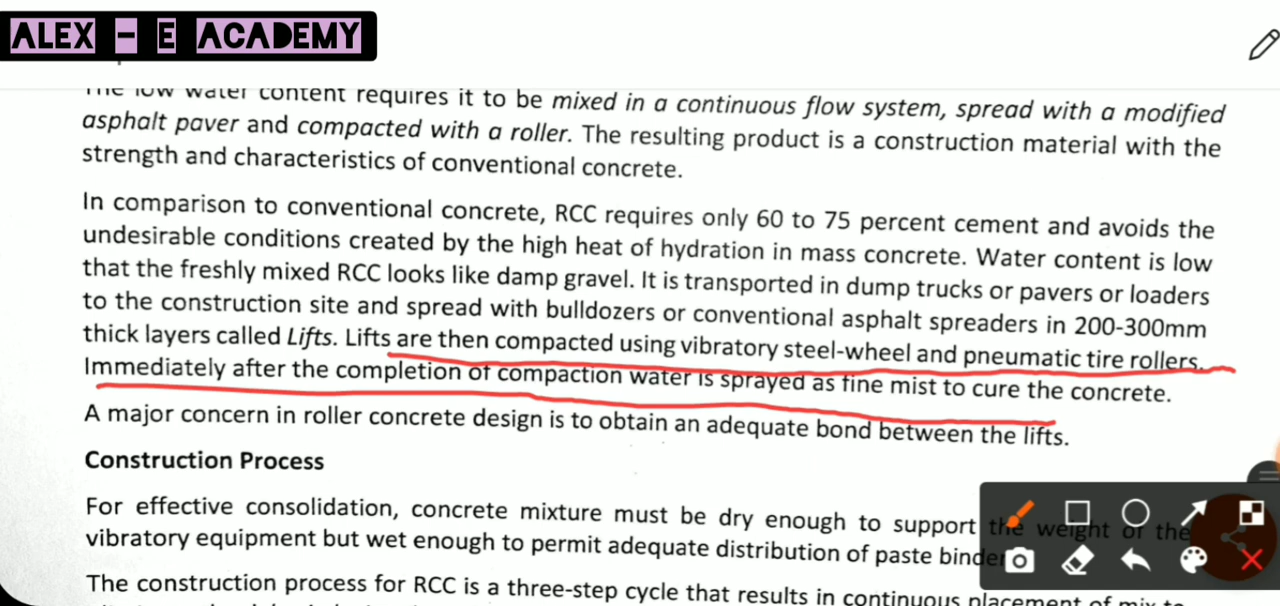 ALEX - E ACADEMY
The low water content requires it to be mixed in a continuous flow system, spread with a modified
asphalt paver and compacted with a roller. The resulting product is a construction material with the
strength and characteristics of conventional concrete.
In comparison to conventional concrete, RCC requires only 60 to 75 percent cement and avoids the
undesirable conditions created by the high heat of hydration in mass concrete. Water content is low
that the freshly mixed RCC looks like damp gravel. It is transported in dump trucks or pavers or loaders
to the construction site and spread with bulldozers or conventional asphalt spreaders in 200-300mm
thick layers called Lifts. Lifts are then compacted using vibratory steel-wheel and pneumatic tire rollers.
Immediately after the completion of compaction water is sprayed as fine mist to cure the concrete.
A major concern in roller concrete design is to obtain an adequate bond between the lifts.
Construction Process
For effective consolidation, concrete mixture must be dry enough to support the weight of the
vibratory equipment but wet enough to permit adequate distribution of paste binder
The construction process for RCC is a three-step cycle that results in continuous placement of mix to